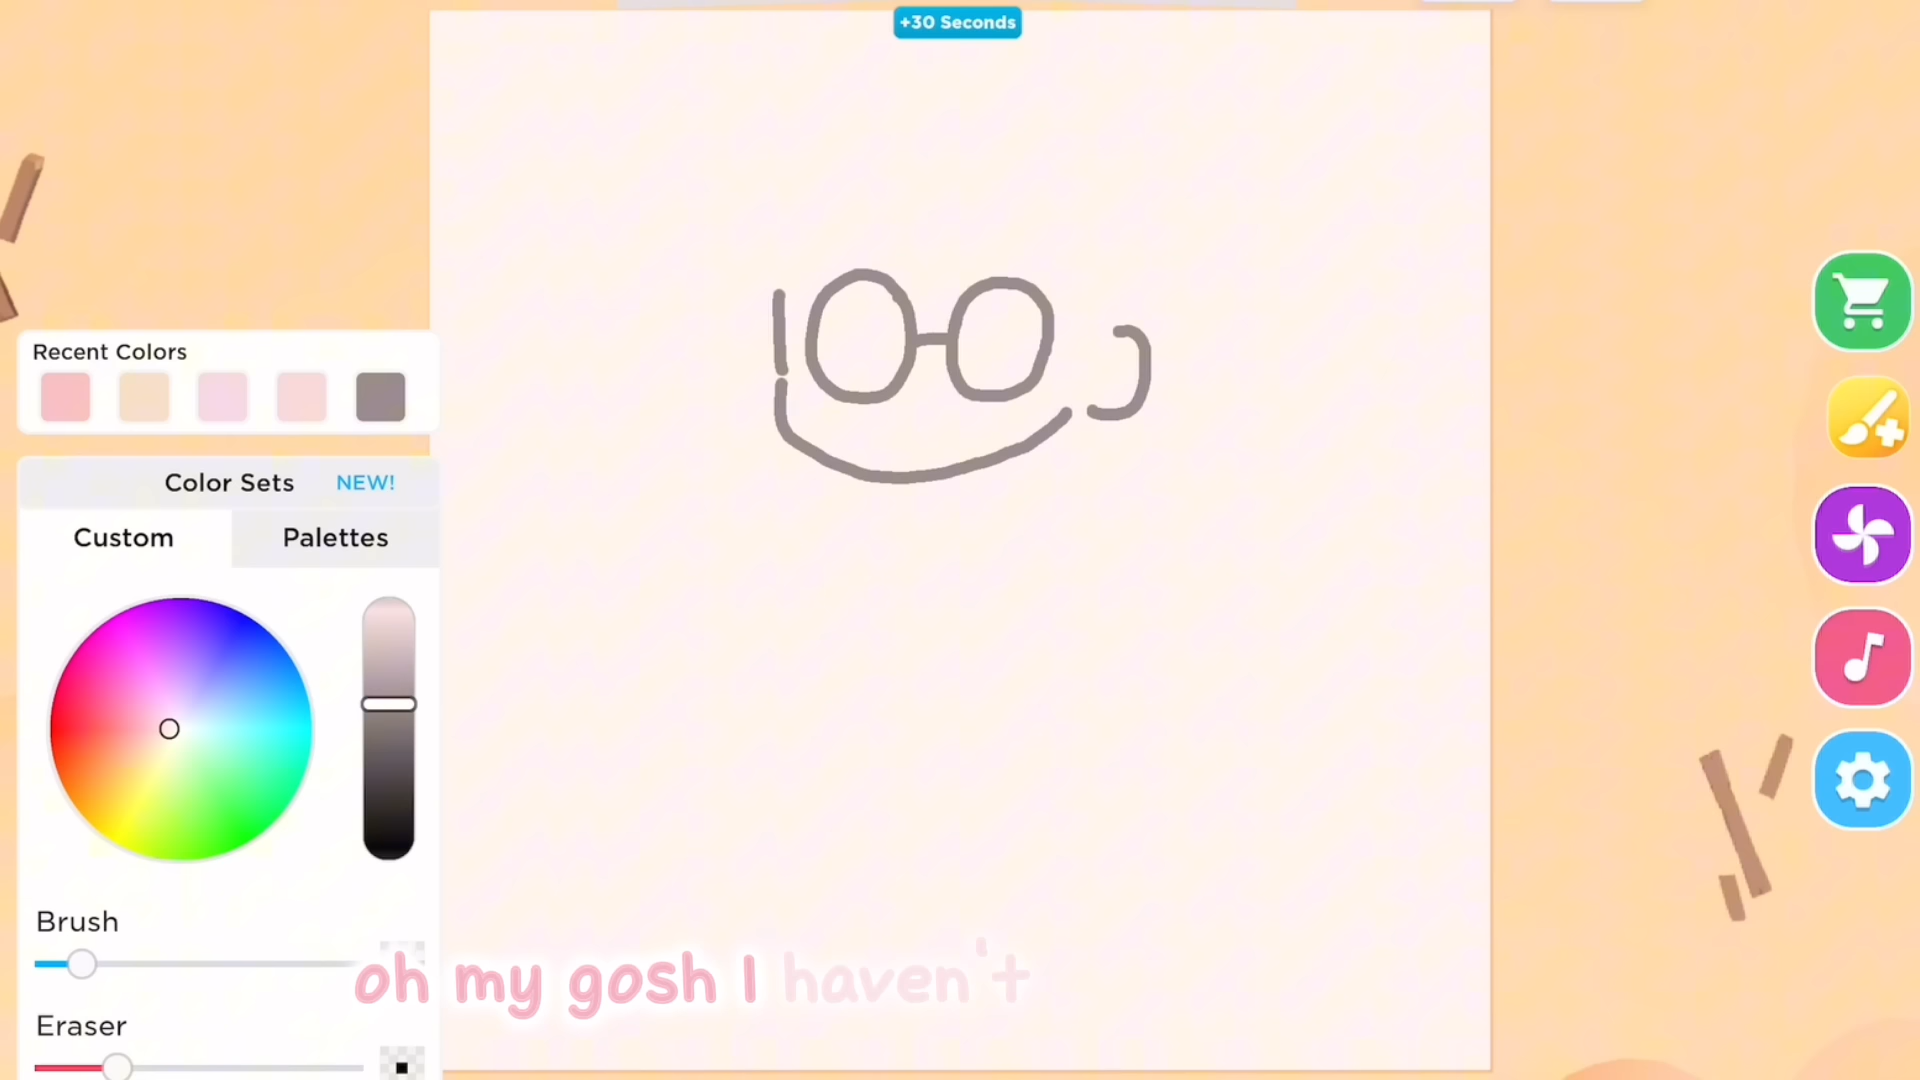 +30 Seconds
Recent Colors
Color Sets NEW!
Custom Palettes
Brush
oh my gosh I haven't
Eraser